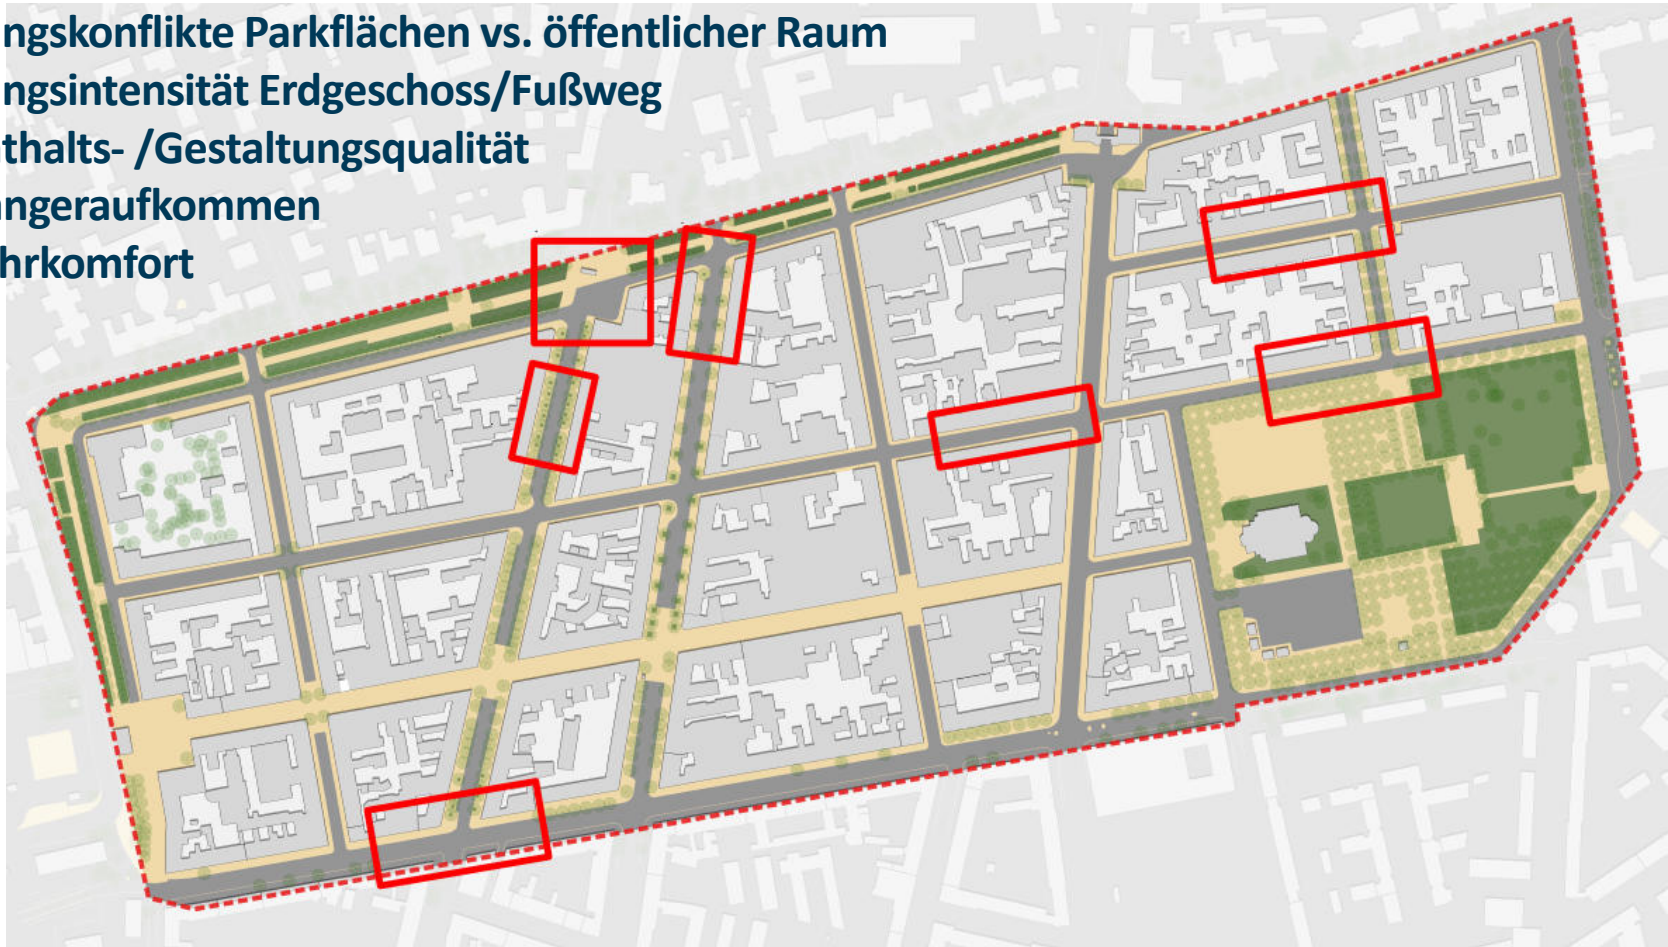 ngskonflikte Parkflächen vs. öffentlicher Raum
ngsintensität Erdgeschoss/Fußweg
thalts- /Gestaltungsqualität
ngeraufkommen
hrkomfort